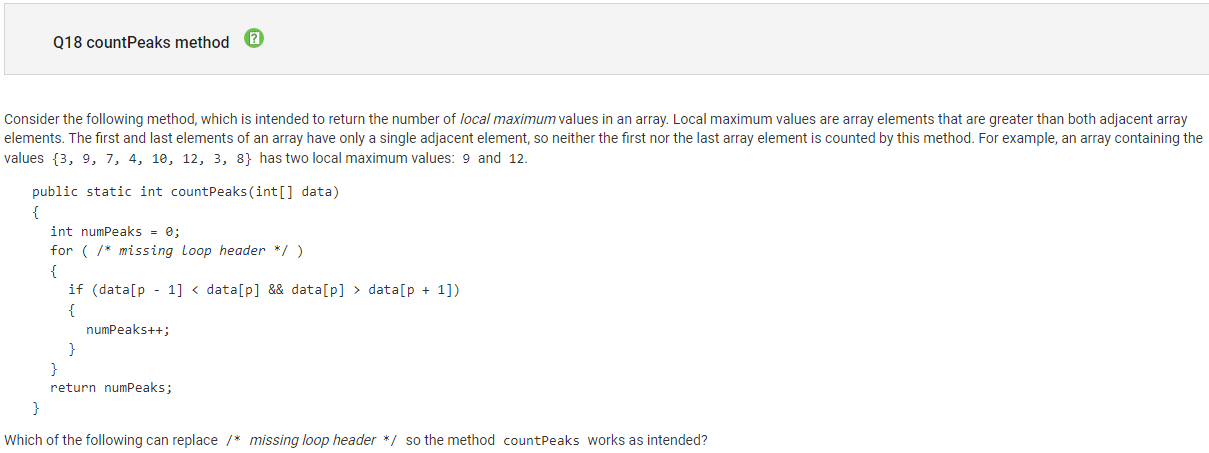 Q18 countPeaks method
Consider the following method, which is intended to return the number of local maximum values in an array. Local maximum values are array elements that are greater than both adjacent array
elements. The first and last elements of an array have only a single adjacent element, so neither the first nor the last array element is counted by this method. For example, an array containing the
values {3, 9, 7, 4, 10, 12, 3, 8} has two local maximum values: 9 and 12.
public static int countPeaks(int[] data)
{
int numPeaks = 0;
for ( /* missing loop header */ )
{
if (data[p - 1] < data[p] && data[p] > data[p + 1])
{
numPeaks++;
}
}
return numPeaks;
}
Which of the following can replace /* missing loop header */ so the method countPeaks works as intended?